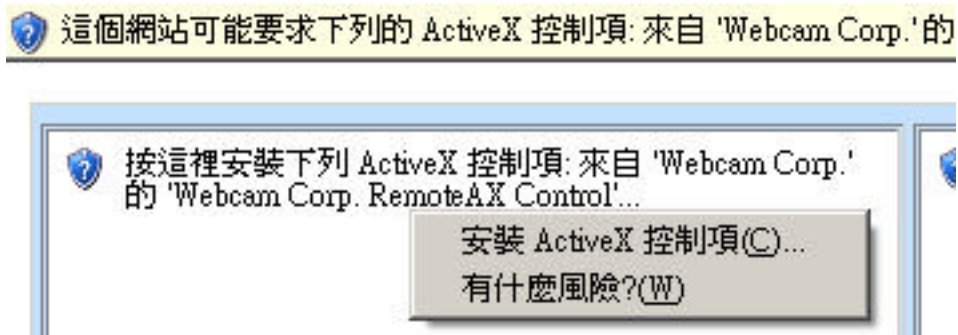 這個網站可能要求下列的 ActiveX 控制項: 來自 'Webcam Corp.'的
按這裡安裝下列 ActiveX 控制項: 來自 'Webcam Corp.'
的 'Webcam Corp. RemoteAX Control'...
安裝 ActiveX 控制項(C)...
有什麼風險?(W)